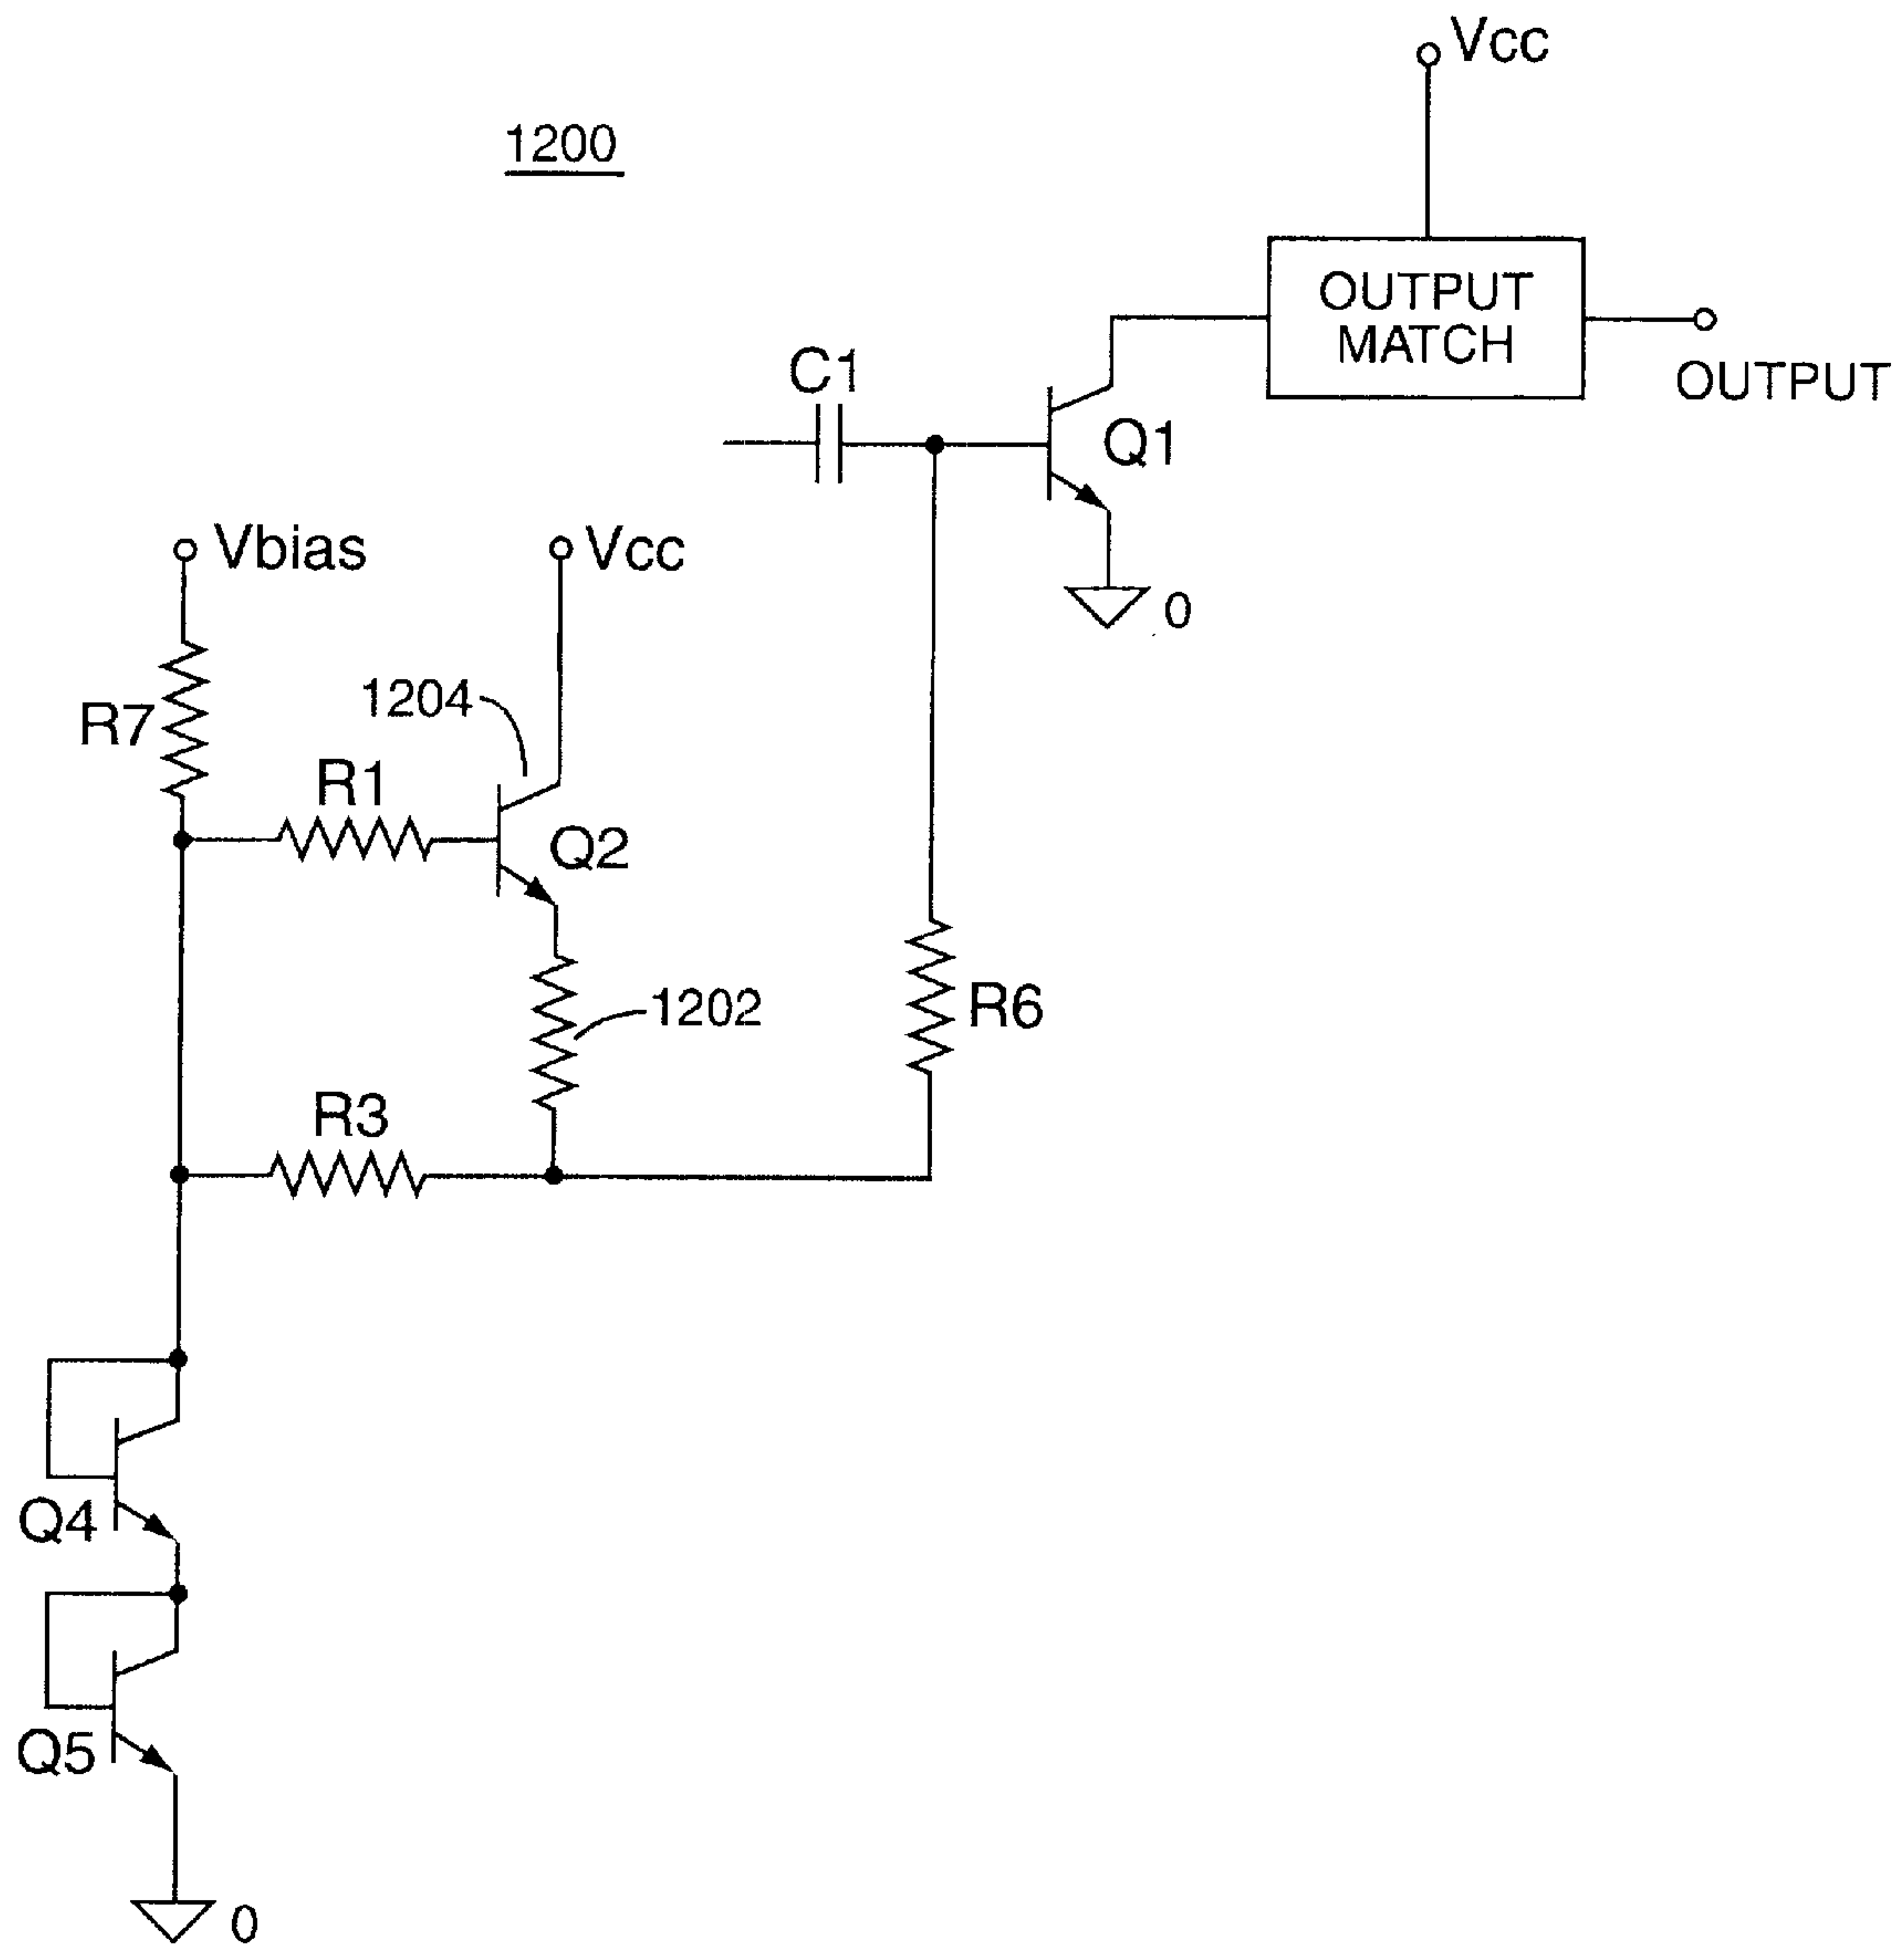 Vcc
1200
OUTPUT
MATCH
OUTPUT
C1
Q1
Vbias
Vcc
0
1204
R7
R1
Q2
1202
R6
R3
Q4
Q5
0